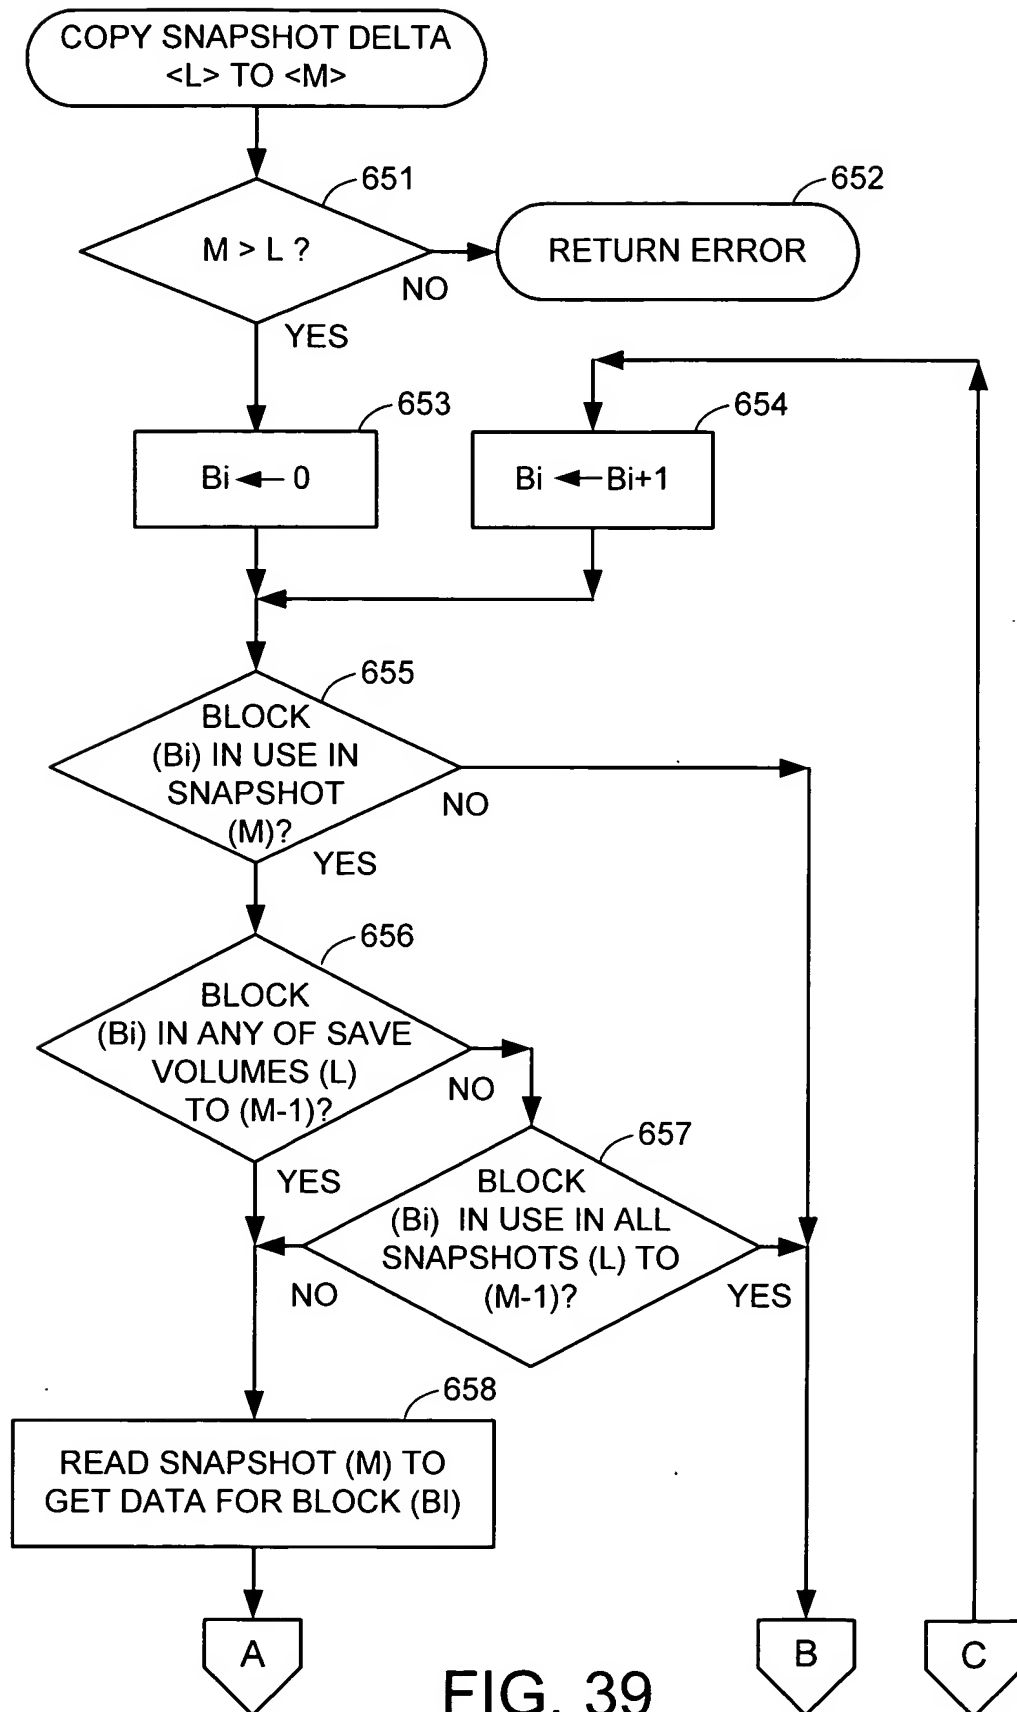 COPY SNAPSHOT DELTA
<L> TO <M>
651
M > L ?
NO
YES
652
RETURN ERROR
653
Bi ← 0
654
Bi ← Bi+1
655
BLOCK
(Bi) IN USE IN
SNAPSHOT
(M)?
NO
YES
656
BLOCK
(Bi) IN ANY OF SAVE
VOLUMES (L)
TO (M-1)?
NO
YES
657
BLOCK
(Bi) IN USE IN ALL
SNAPSHOTS (L) TO
(M-1)?
NO
YES
658
READ SNAPSHOT (M) TO
GET DATA FOR BLOCK (BI)
A
B
C
FIG. 39